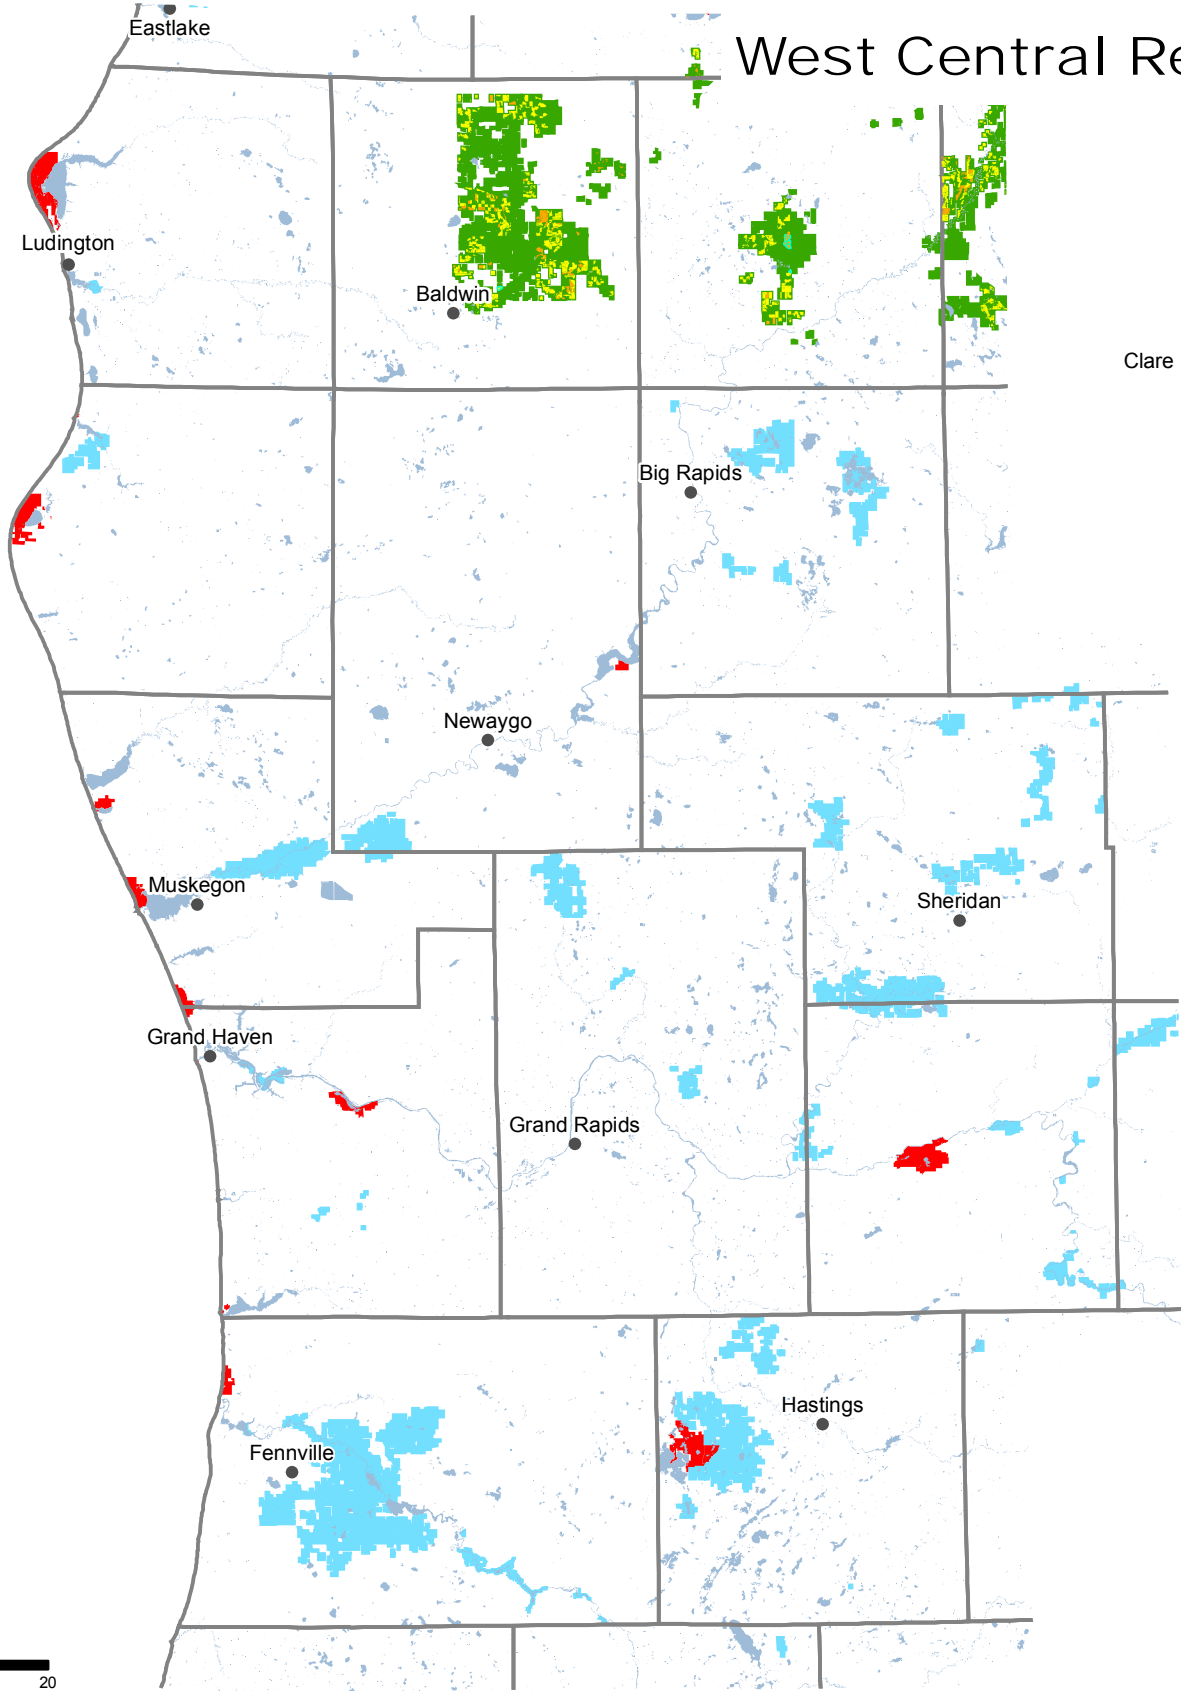 Eastlake
West Central Re
Ludington
Baldwin
Clare
Big Rapids
Newaygo
Muskegon
Sheridan
Grand Haven
Grand Rapids
Hastings
Fennville
20